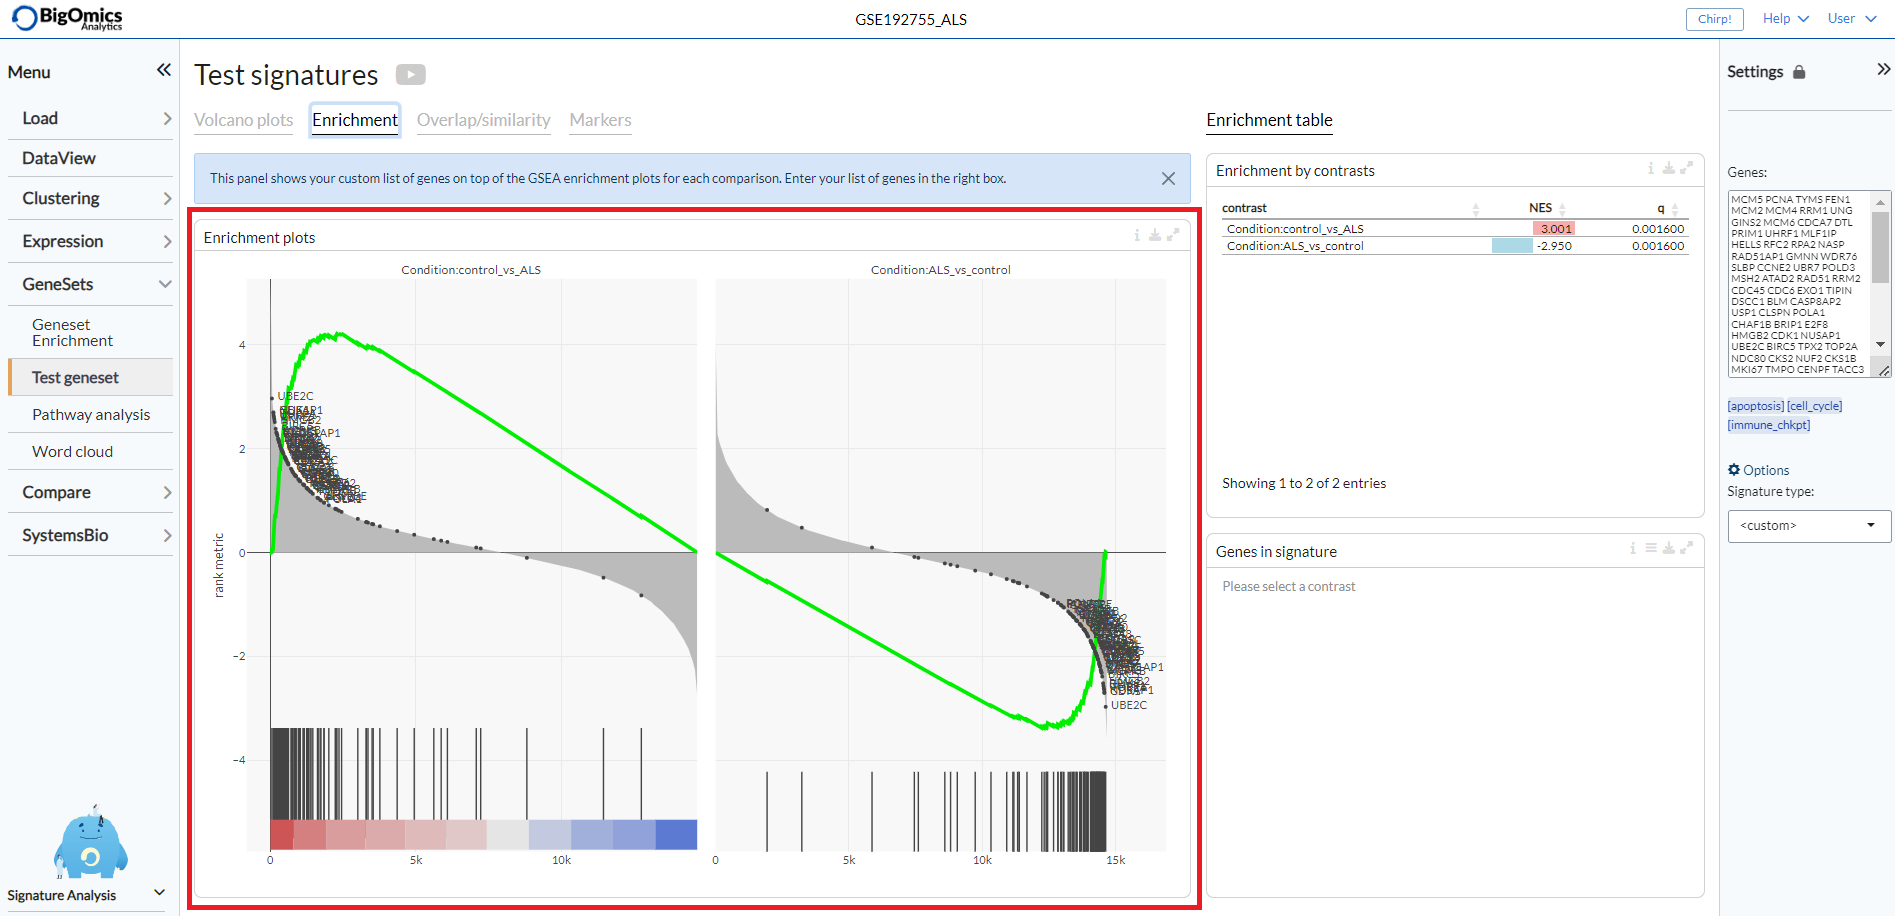 BigOmics
Analytics
GSE192755_ALS
Chirp!
Help
User
Menu
Load
DataView
Clustering
Expression
GeneSets
Geneset
Enrichment
Test geneset
Pathway analysis
Word cloud
Compare
SystemsBio
Signature Analysis
Test signatures
Volcano plots
Enrichment
Overlap/similarity
Markers
This panel shows your custom list of genes on top of the GSEA enrichment plots for each comparison. Enter your list of genes in the right box.
Enrichment plots
Condition:control_vs_ALS
Condition:ALS_vs_control
rank metric
4
2
0
−2
−4
UBE2C
0
5k
10k
UBE2C
0
5k
10k
15k
Enrichment table
Enrichment by contrasts
contrast NES q
Condition:control_vs_ALS 3.001 0.001600
Condition:ALS_vs_control -2.950 0.001600
Showing 1 to 2 of 2 entries
Genes in signature
Please select a contrast
Settings
Genes:
MCM5 PCNA TYMS FEN1
MCM2 MCM4 RRM1 UNG
GINS2 MCM6 CDCA7 DTL
PRIM1 UHRF1 MLF1IP
HELLS RFC2 RPA2 NASP
RAD51AP1 GMNN WDR76
SLBP CCNE2 UBR7 POLD3
MSH2 ATAD2 RAD51 RRM2
CDC45 CDC6 EXO1 TIPIN
DSCC1 BLM CASP8AP2
USP1 CLSPN POLA1
CHAF1B BRIP1 E2F8
HMGB2 CDK1 NUSAP1
UBE2C BIRC5 TPX2 TOP2A
NDC80 CKS2 NUF2 CKS1B
MKI67 TMPO CENPF TACC3
[apoptosis] [cell_cycle]
[immune_chkpt]
Options
Signature type:
<custom>